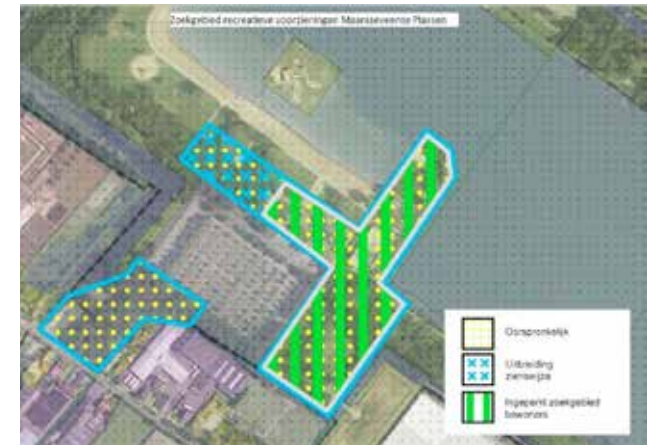 Zoekgebied recreatieve voorzieningen Maarsseveense Plassen
Oorspronkelijk
Uitbreiding
zienswijze
Ingeperkt zoekgebied
bewoners